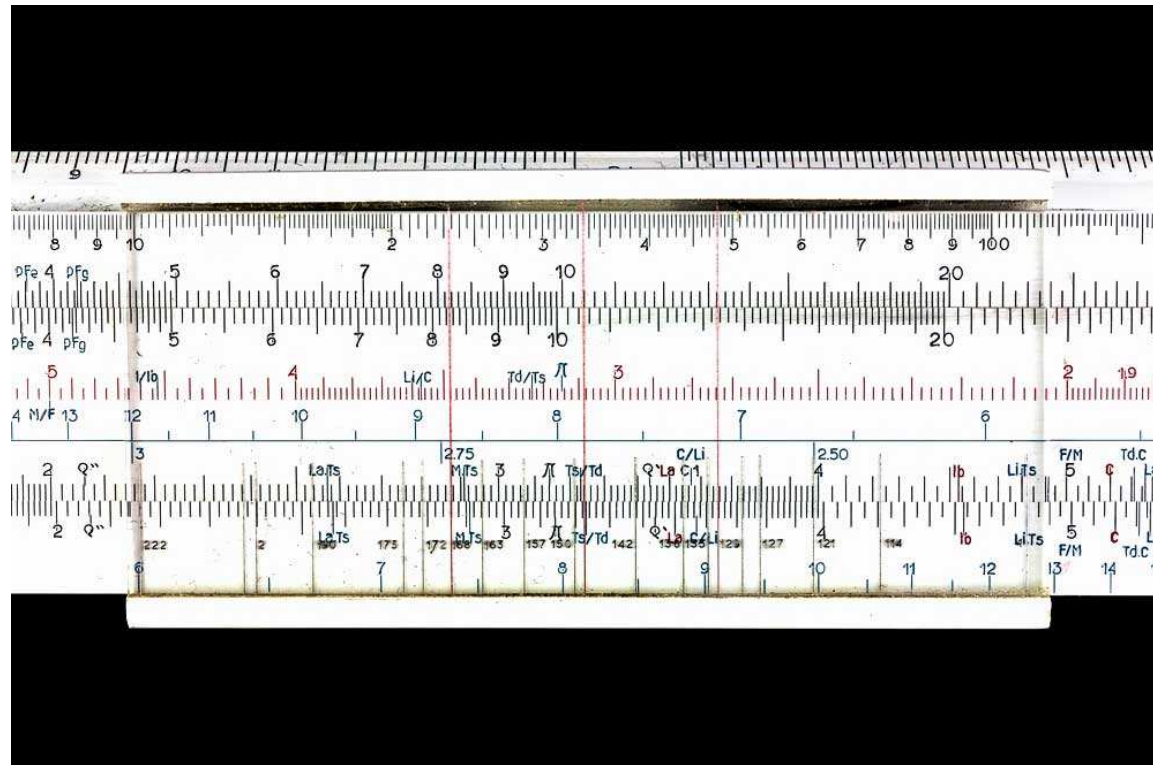 9
8 9 10 2 3 4 5 6 7 8 9 100
pFe 4 pFg 5 6 7 8 9 10 20
pFe 4 pFg 5 6 7 8 9 10 20
5 1/Ib 4 Li/C Td/Ts π 3 2 19
4 M/F 13 12 11 10 9 8 7 6
3 2.75 C/Li 2.50 F/M Td.C
2 Q" La.Ts M.Ts 3 π Ts/Td Q' La C 4 Ib Li.Ts 5 C
2 Q" La.Ts M.Ts 3 π Ts/Td Q' La C/Li 4 Ib Li.Ts 5 C
222 2 190 175 172 168 163 157 150 142 136 129 127 121 114 F/M Td.C
6 7 8 9 10 11 12 13 14